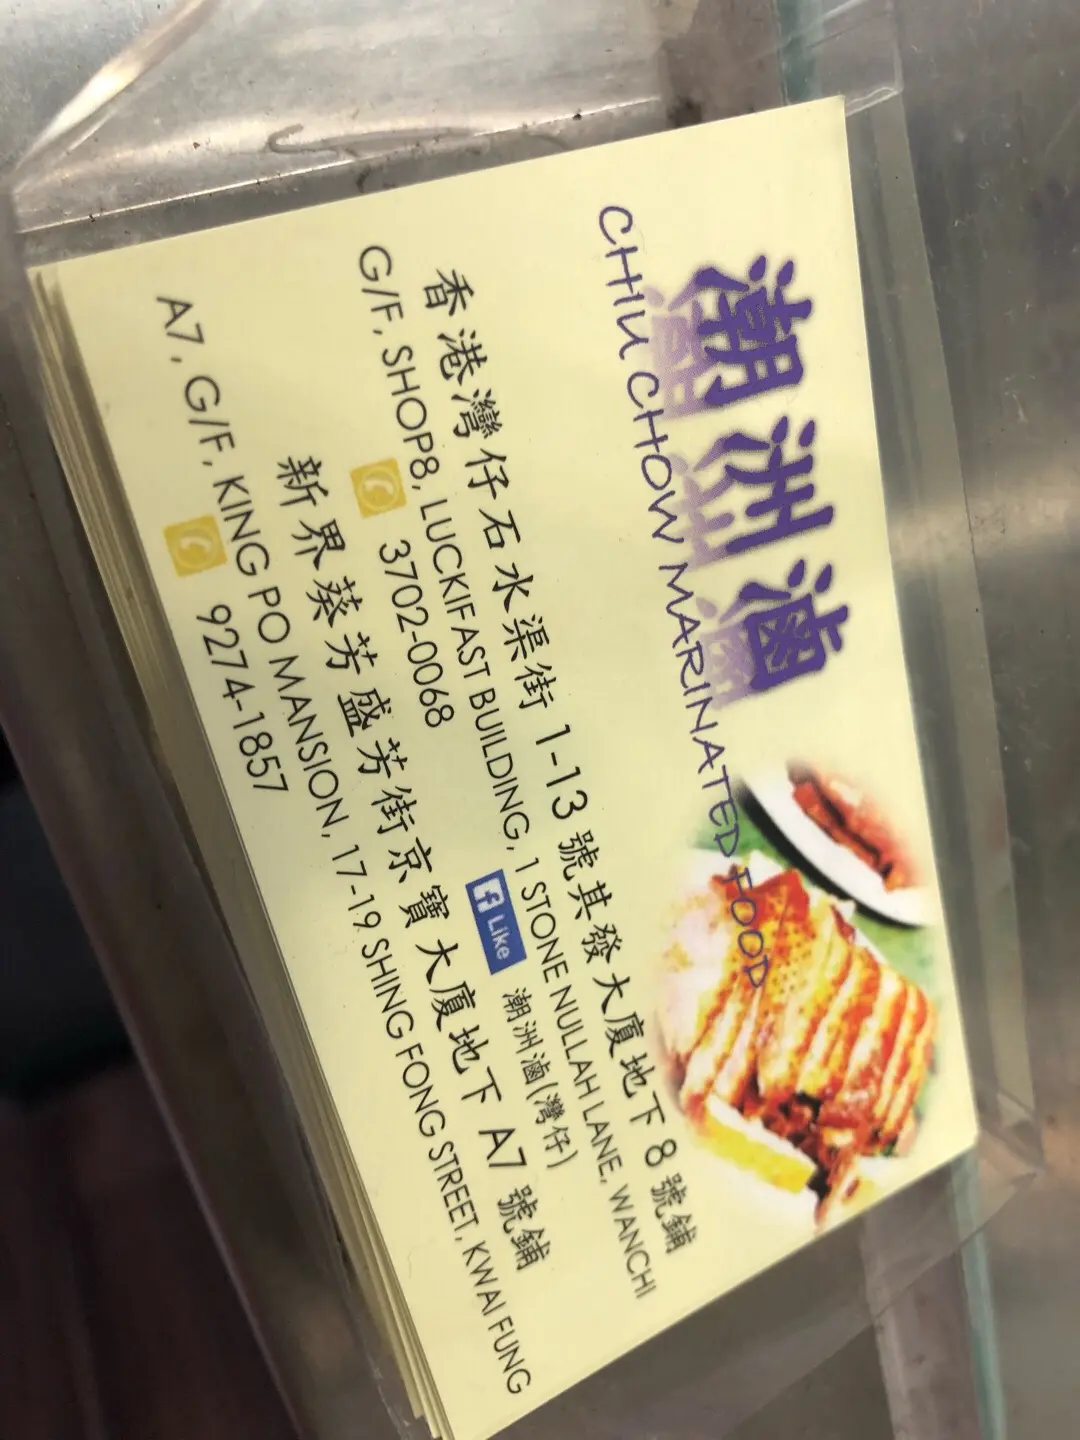 潮洲滷
CHIU CHOW MARINATED FOOD
香港灣仔石水渠街 1-13 號其發大廈地下 8 號鋪
G/F, SHOP8, LUCKIFAST BUILDING, 1 STONE NULLAH LANE, WANCHI
3702-0068
f Like 潮洲滷(灣仔)
新界葵芳盛芳街京寶大廈地下 A7 號鋪
A7, G/F, KING PO MANSION, 17-19 SHING FONG STREET, KWAI FUNG
9274-1857